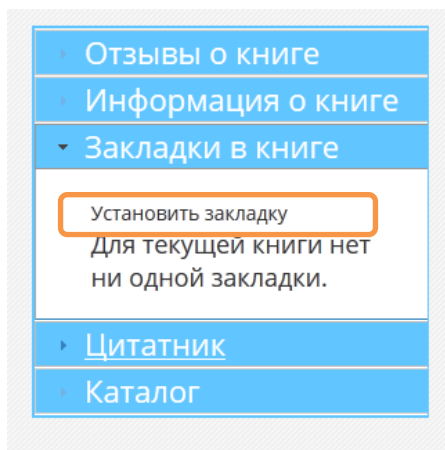 Отзывы о книге
Информация о книге
Закладки в книге
Установить закладку
Для текущей книги нет
ни одной закладки.
Цитатник
Каталог